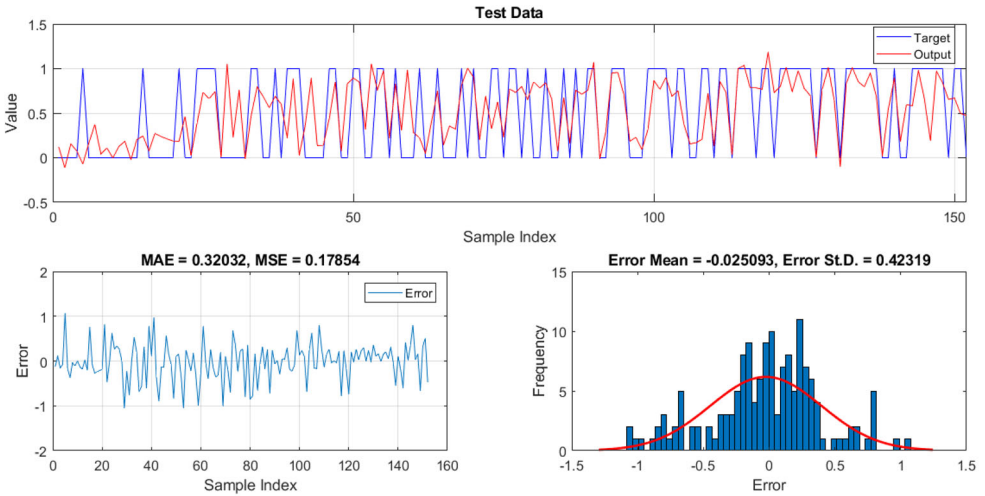 Test Data
1.5
1
0.5
0
-0.5
Value
Target
Output
0
50
100
150
Sample Index
MAE = 0.32032, MSE = 0.17854
2
1
0
-1
-2
Error
Error
0
20
40
60
80
100
120
140
160
Sample Index
Error Mean = -0.025093, Error St.D. = 0.42319
15
10
5
0
Frequency
-1.5
-1
-0.5
0
0.5
1
1.5
Error